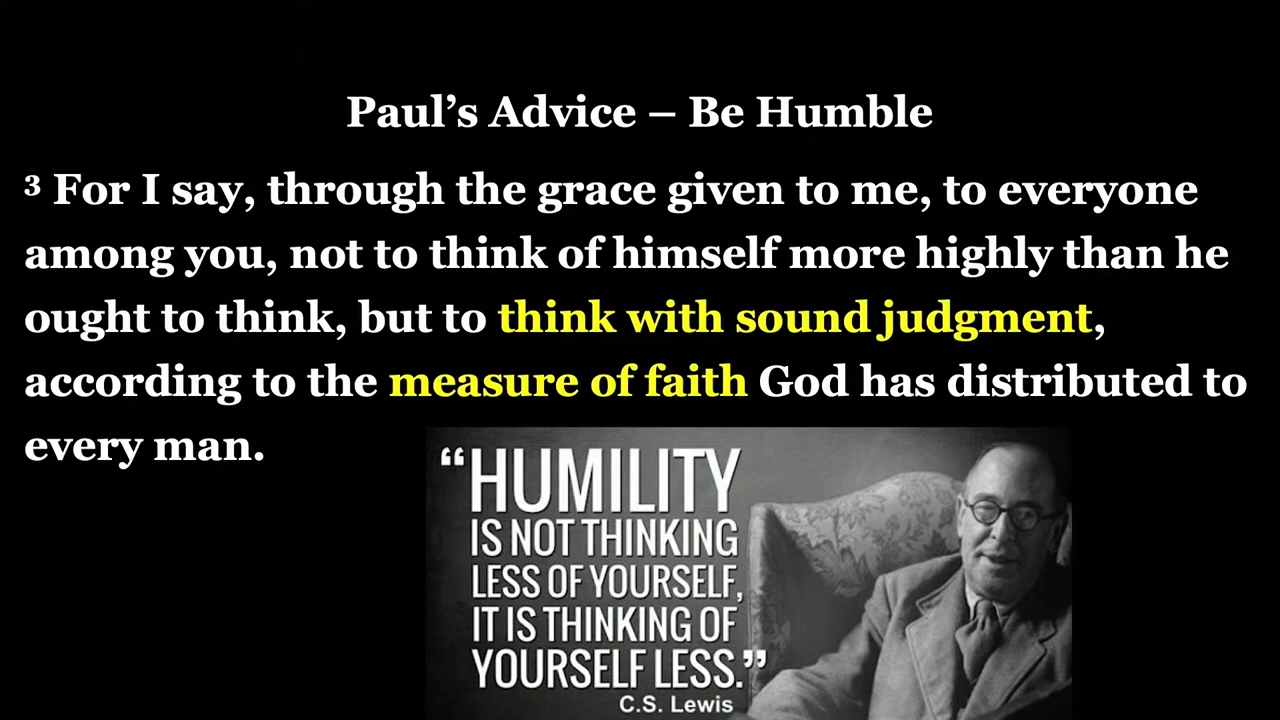 Paul’s Advice – Be Humble
³ For I say, through the grace given to me, to everyone
among you, not to think of himself more highly than he
ought to think, but to think with sound judgment,
according to the measure of faith God has distributed to
every man.
“HUMILITY
IS NOT THINKING
LESS OF YOURSELF,
IT IS THINKING OF
YOURSELF LESS.”
C.S. Lewis